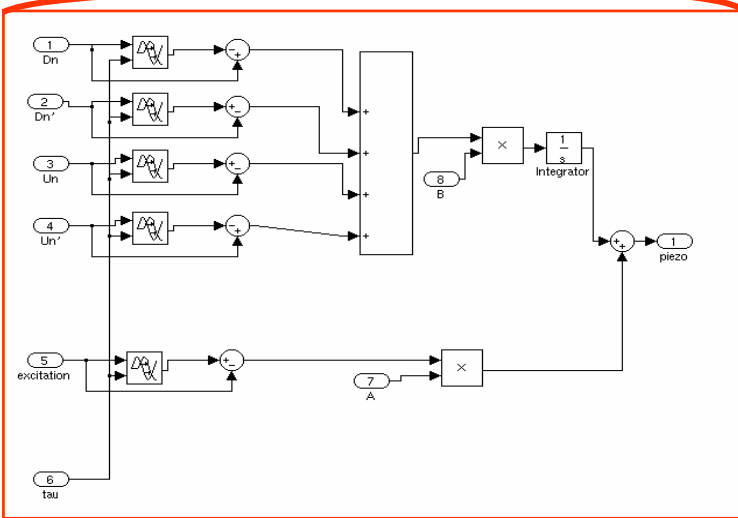 1
Dn
2
Dn'
3
Un
4
Un'
-
+
+
-
+
-
-
+
+
+
+
+
8
B
×
1
s
Integrator
+
+
1
piezo
5
excitation
+
-
7
A
×
6
tau